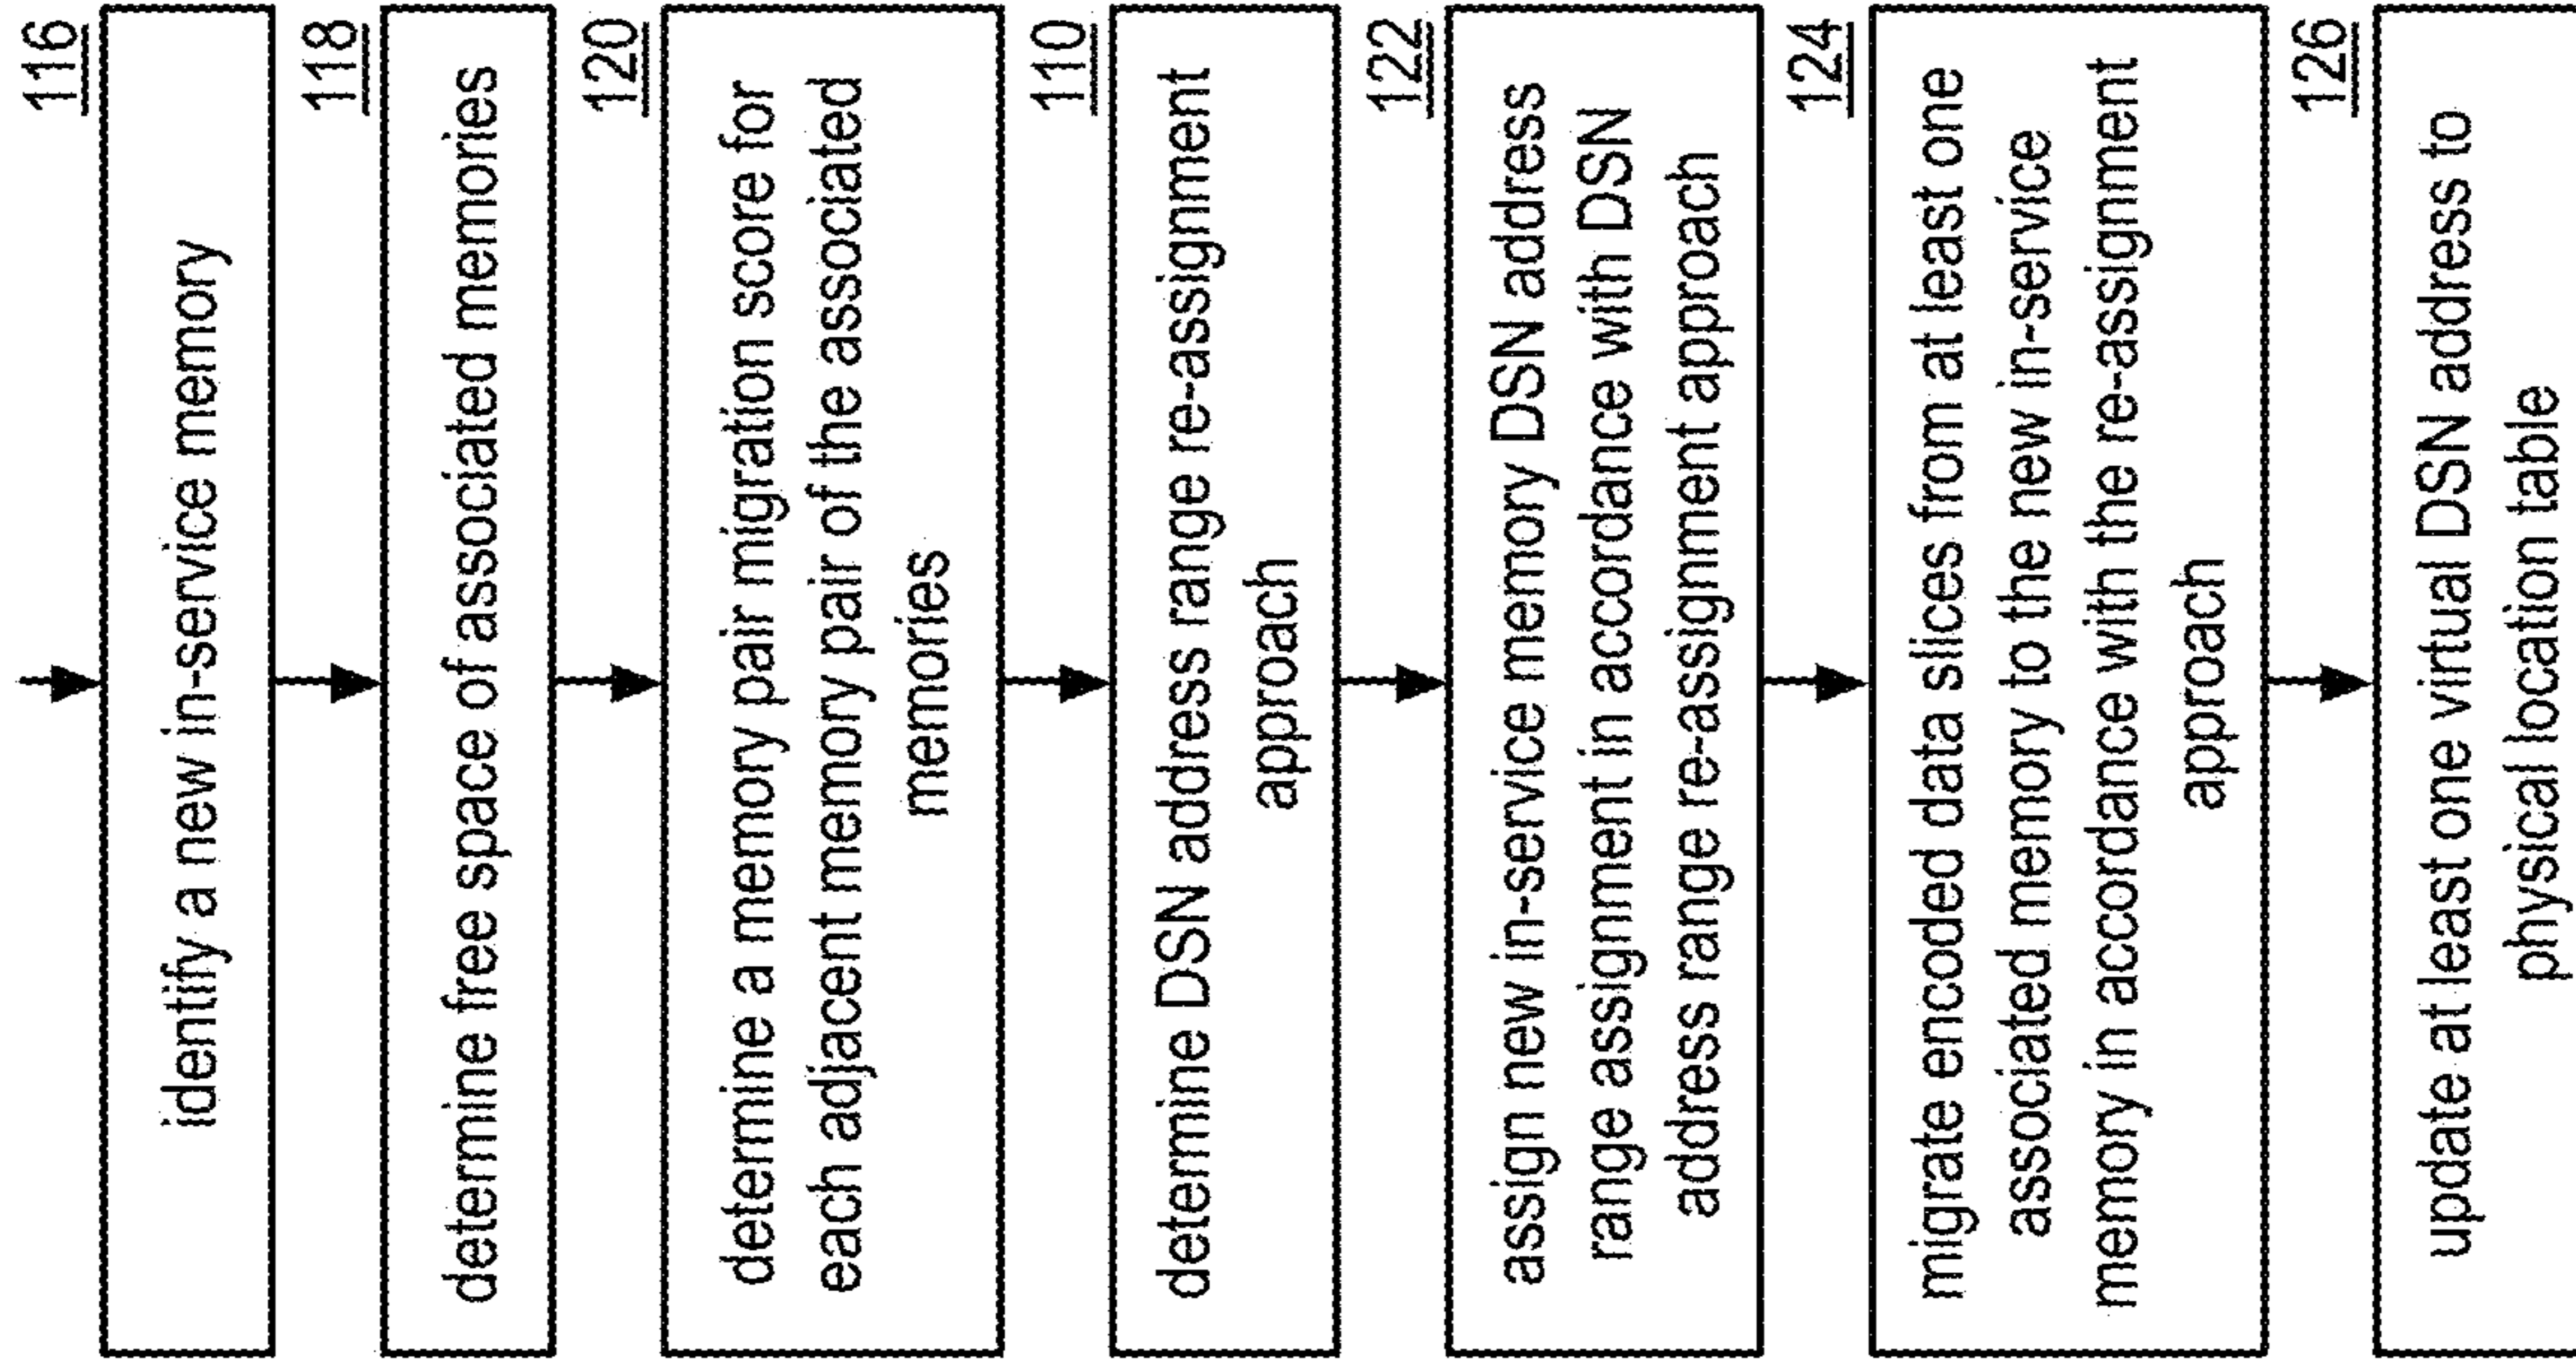 116
identify a new in-service memory
118
determine free space of associated memories
120
determine a memory pair migration score for
each adjacent memory pair of the associated
memories
110
determine DSN address range re-assignment
approach
122
assign new in-service memory DSN address
range assignment in accordance with DSN
address range re-assignment approach
124
migrate encoded data slices from at least one
associated memory to the new in-service
memory in accordance with the re-assignment
approach
126
update at least one virtual DSN address to
physical location table